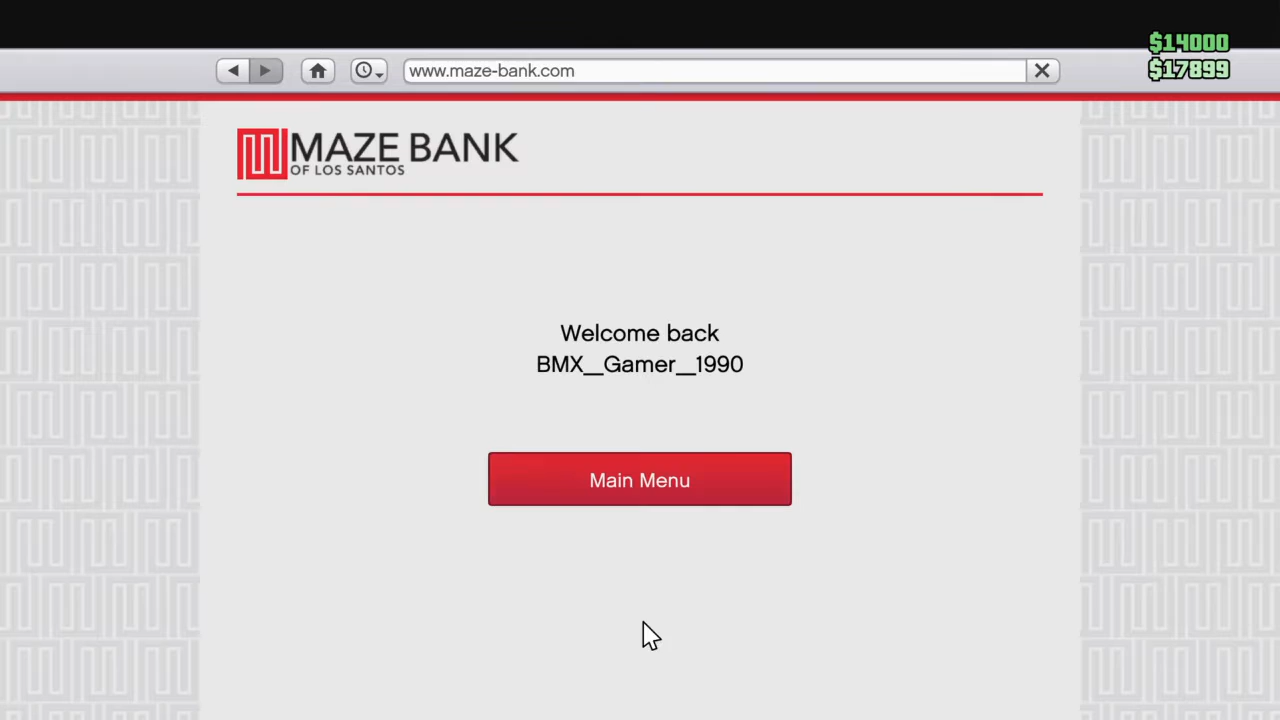 $14000
www.maze-bank.com
$17899
MAZE BANK
OF LOS SANTOS
Welcome back
BMX__Gamer__1990
Main Menu